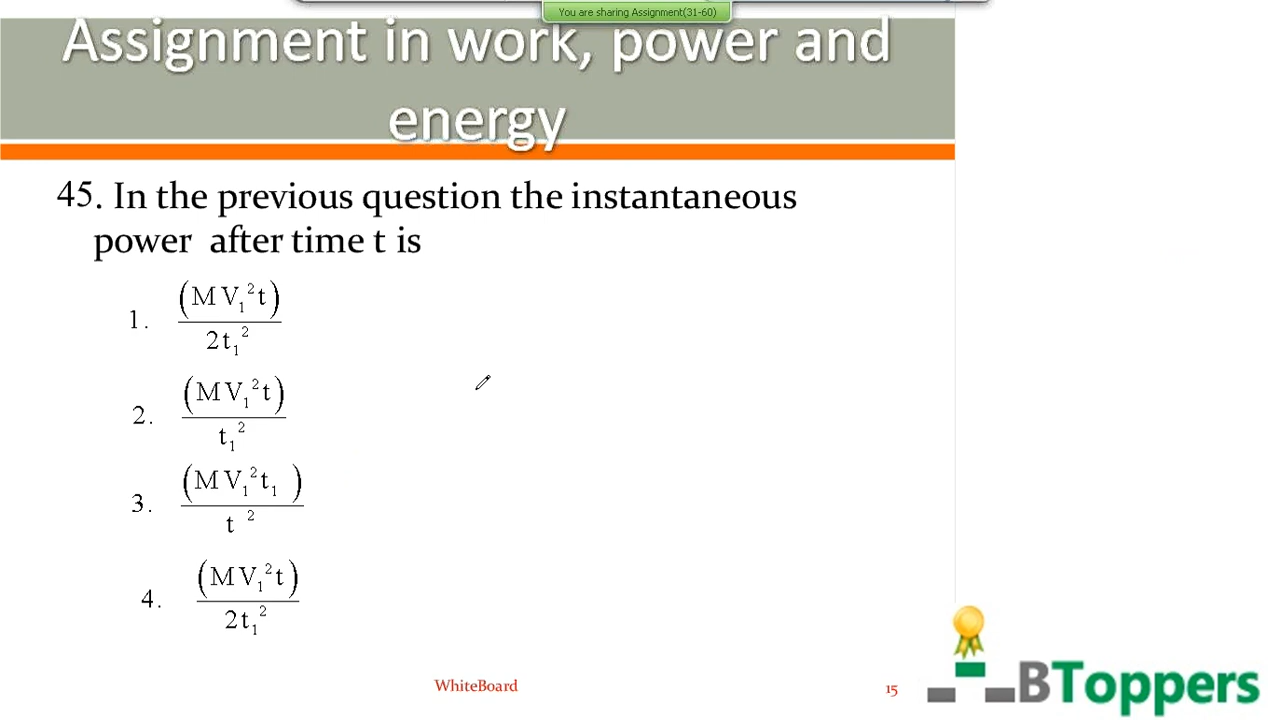 You are sharing Assignment(31-60)
Assignment in work, power and
energy
45. In the previous question the instantaneous
power after time t is
1. (MV₁²t) / 2t₁²
2. (MV₁²t) / t₁²
3. (MV₁²t₁) / t²
4. (MV₁²t) / 2t₁²
WhiteBoard
15
BToppers